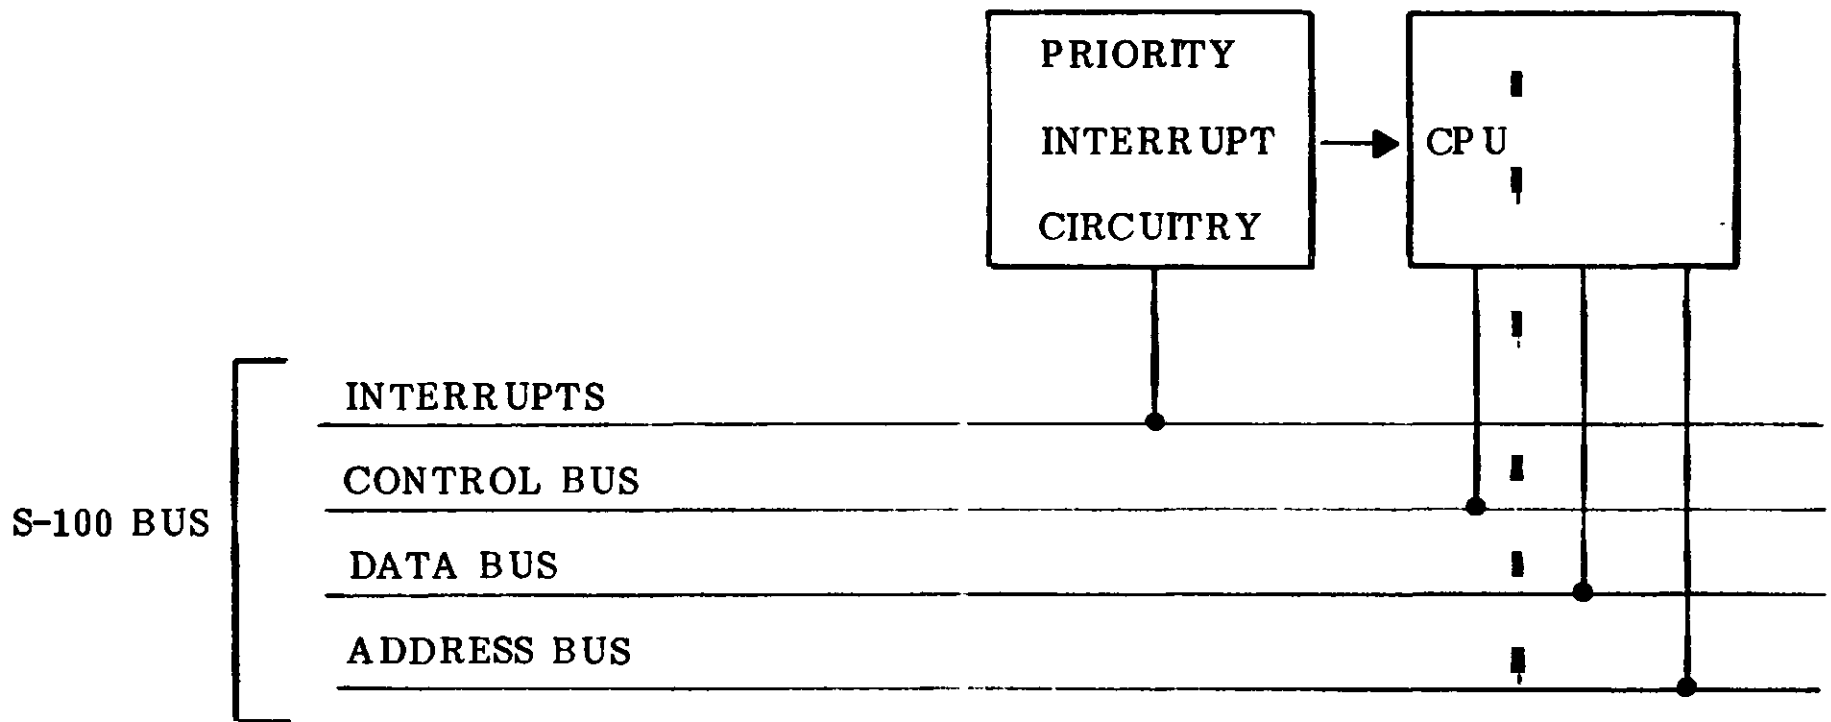 PRIORITY
INTERRUPT
CIRCUITRY
CPU
INTERRUPTS
CONTROL BUS
S-100 BUS
DATA BUS
ADDRESS BUS